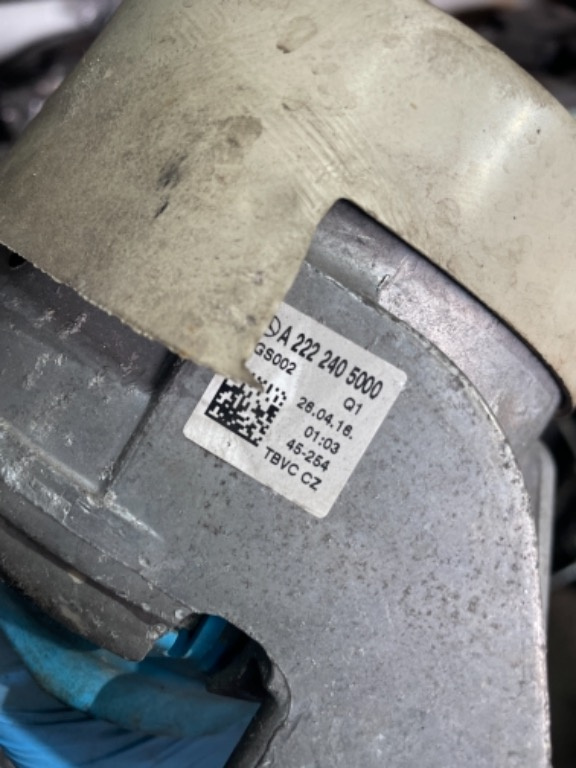 A 222 240 5000
GS002
Q1
26.04.16.
01:03
45-254
TBVC CZ